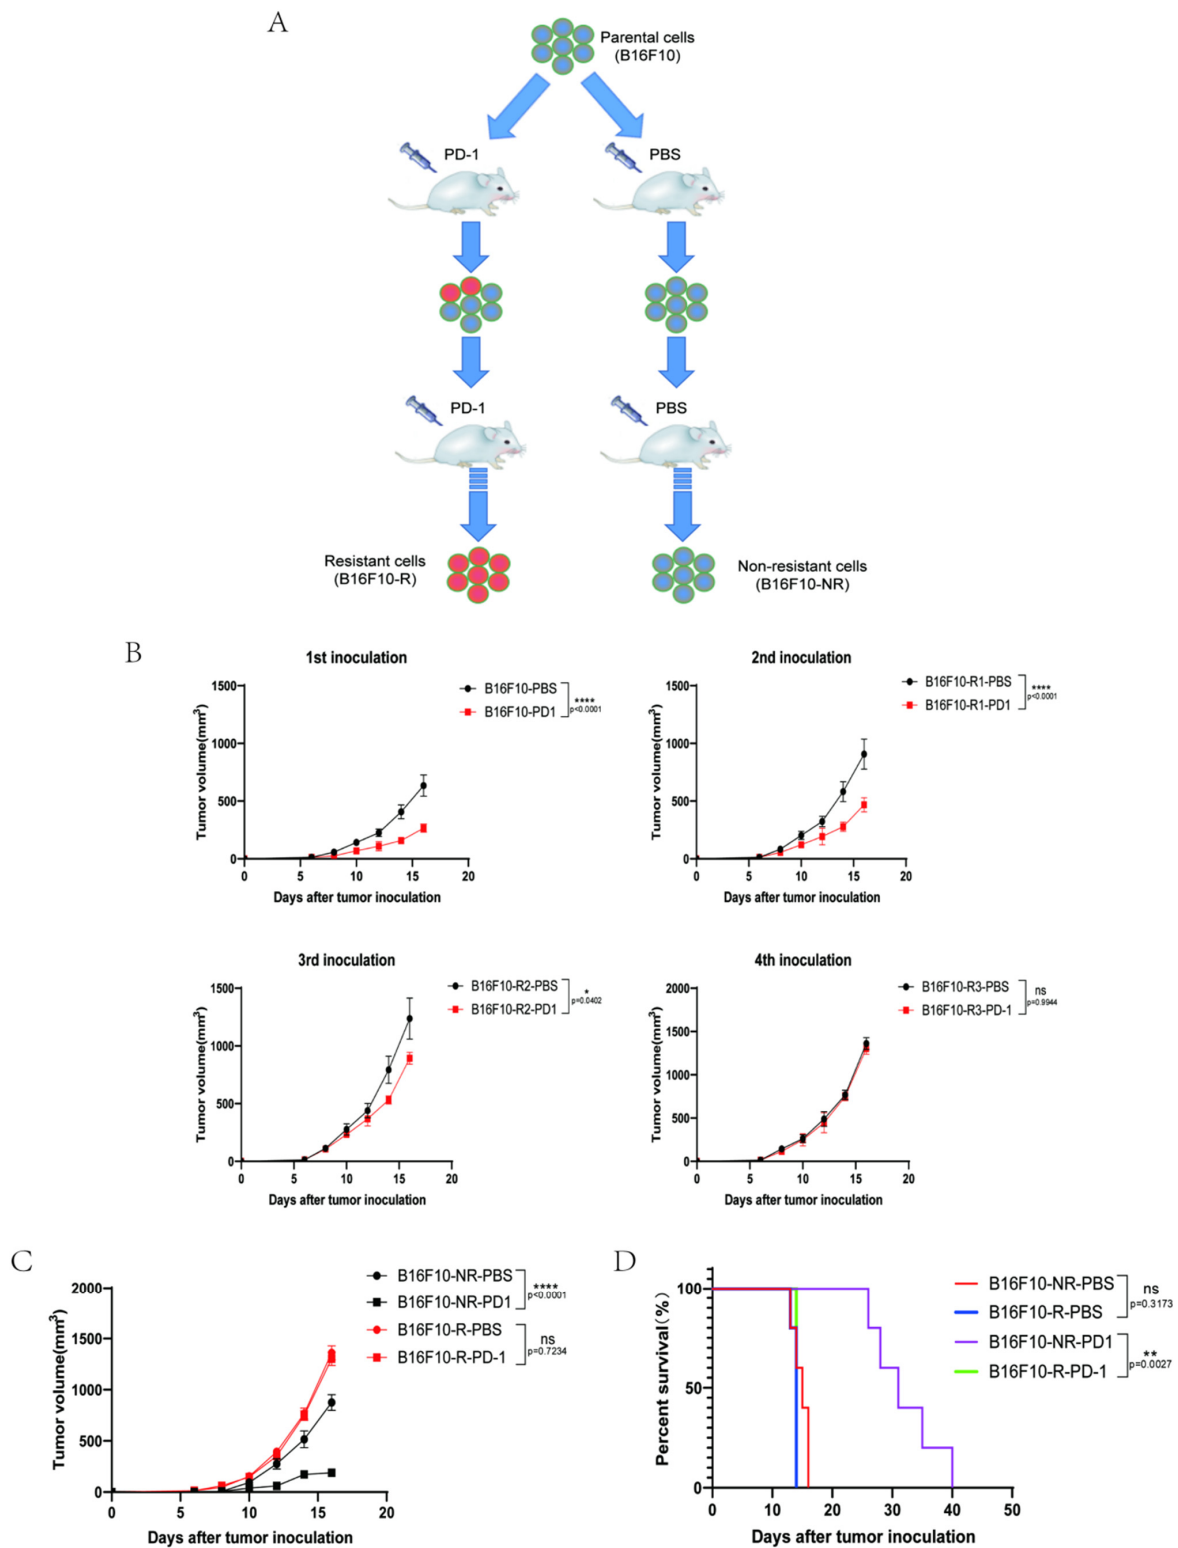 A
Parental cells
(B16F10)
PD-1
PBS
PD-1
PBS
Resistant cells
(B16F10-R)
Non-resistant cells
(B16F10-NR)
B
1st inoculation
Tumor volume(mm³)
1500
1000
500
0
0 5 10 15 20
Days after tumor inoculation
B16F10-PBS
B16F10-PD1
****
p<0.0001
2nd inoculation
Tumor volume(mm³)
1500
1000
500
0
0 5 10 15 20
Days after tumor inoculation
B16F10-R1-PBS
B16F10-R1-PD1
****
p<0.0001
3rd inoculation
Tumor volume(mm³)
1500
1000
500
0
0 5 10 15 20
Days after tumor inoculation
B16F10-R2-PBS
B16F10-R2-PD1
*
p=0.0402
4th inoculation
Tumor volume(mm³)
2000
1500
1000
500
0
0 5 10 15 20
Days after tumor inoculation
B16F10-R3-PBS
B16F10-R3-PD-1
ns
p=0.9944
C
Tumor volume(mm³)
2000
1500
1000
500
0
0 5 10 15 20
Days after tumor inoculation
B16F10-NR-PBS
B16F10-NR-PD1
B16F10-R-PBS
B16F10-R-PD-1
****
p<0.0001
ns
p=0.7234
D
Percent survival(%)
100
50
0
0 10 20 30 40 50
Days after tumor inoculation
B16F10-NR-PBS
B16F10-R-PBS
B16F10-NR-PD1
B16F10-R-PD-1
ns
p=0.3173
**
p=0.0027